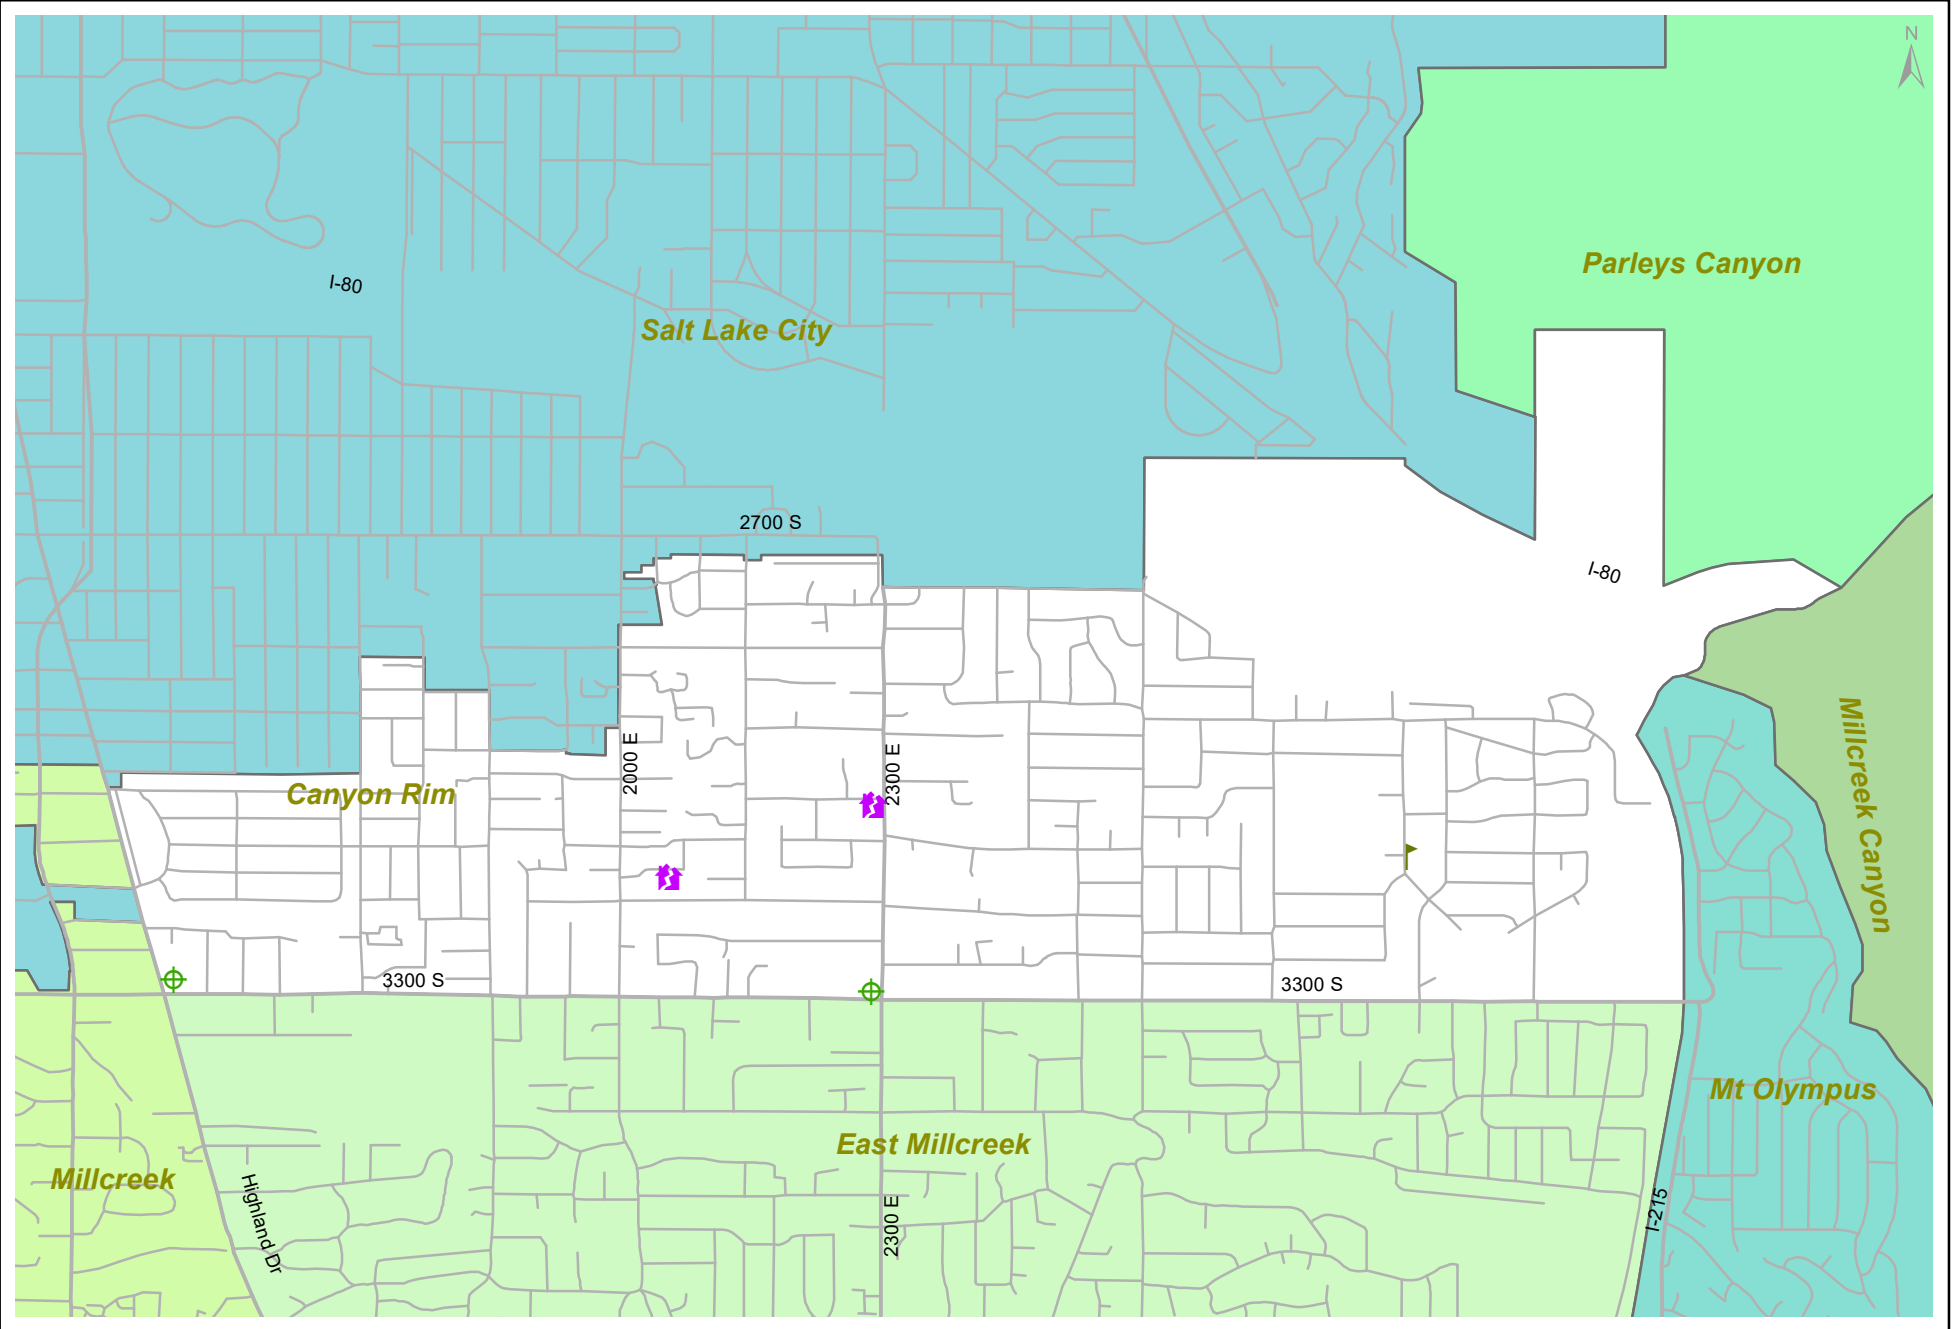 N
Parleys Canyon
I-80
Salt Lake City
2700 S
I-80
2000 E
2300 E
Canyon Rim
Millcreek Canyon
3300 S
3300 S
Mt Olympus
East Millcreek
Millcreek
Highland Dr
2300 E
I-215